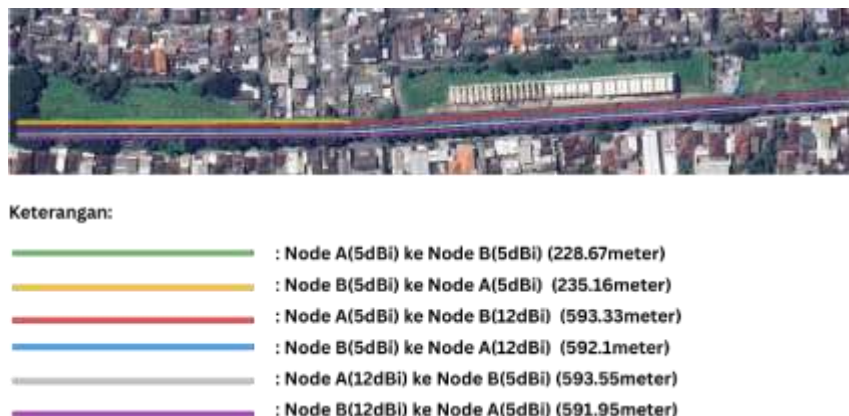 Keterangan:
: Node A(5dBi) ke Node B(5dBi) (228.67meter)
: Node B(5dBi) ke Node A(5dBi) (235.16meter)
: Node A(5dBi) ke Node B(12dBi) (593.33meter)
: Node B(5dBi) ke Node A(12dBi) (592.1meter)
: Node A(12dBi) ke Node B(5dBi) (593.55meter)
: Node B(12dBi) ke Node A(5dBi) (591.95meter)